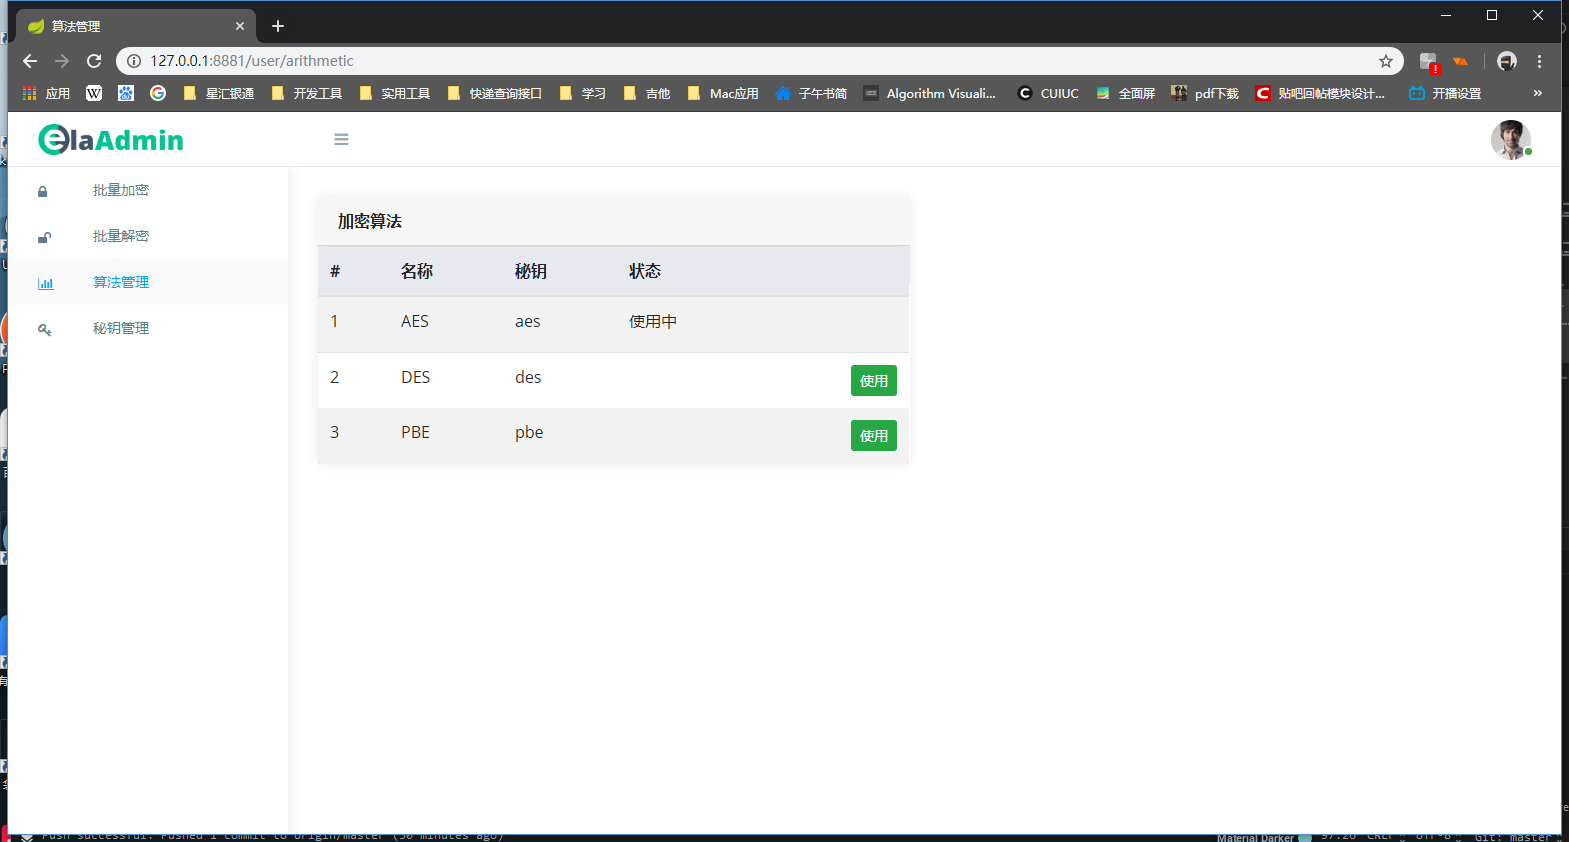 算法管理
127.0.0.1:8881/user/arithmetic
应用 星汇银通 开发工具 实用工具 快递查询接口 学习 吉他 Mac应用 子午书简 Algorithm Visuali... CUIUC 全面屏 pdf下载 贴吧回帖模块设计... 开播设置 »
elaAdmin
批量加密
批量解密
算法管理
秘钥管理
加密算法
# 名称 秘钥 状态
1 AES aes 使用中
2 DES des 使用
3 PBE pbe 使用
Push successful: Pushed 1 commit to origin/master (50 minutes ago)
Material Darker 97:26 CRLF UTF-8 Git: master